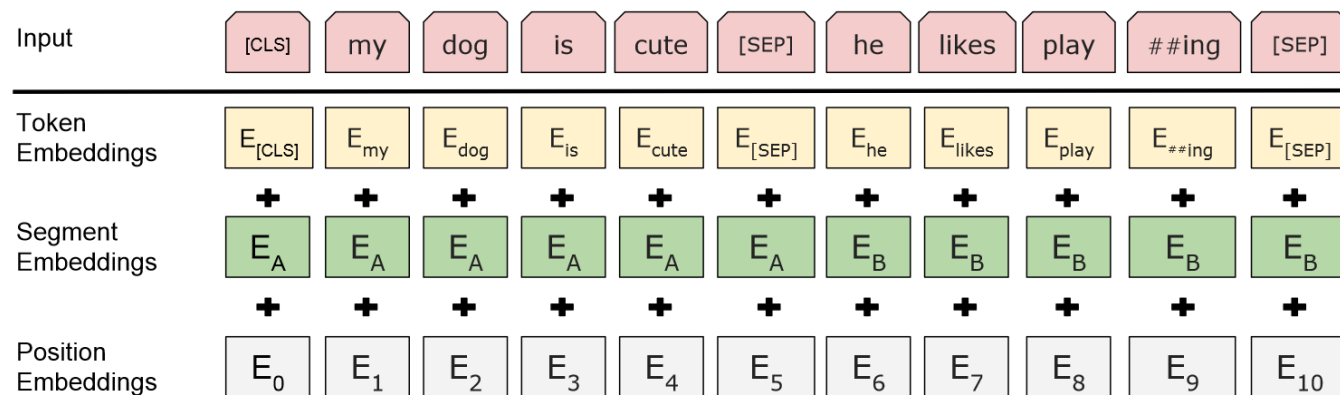 Input [CLS] my dog is cute [SEP] he likes play ##ing [SEP]
Token Embeddings E[CLS] Emy Edog Eis Ecute E[SEP] Ehe Elikes Eplay E##ing E[SEP]
+ + + + + + + + + + +
Segment Embeddings EA EA EA EA EA EA EB EB EB EB EB
+ + + + + + + + + + +
Position Embeddings E0 E1 E2 E3 E4 E5 E6 E7 E8 E9 E10